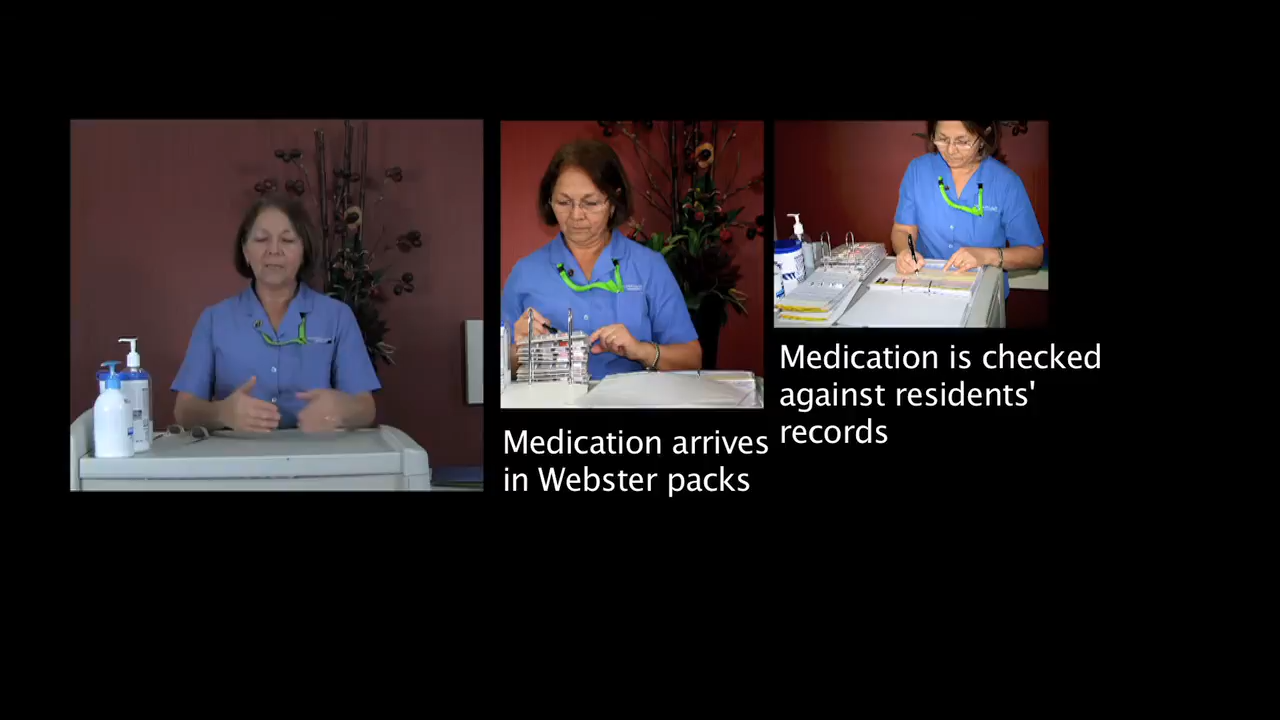 Medication arrives
in Webster packs
Medication is checked
against residents'
records